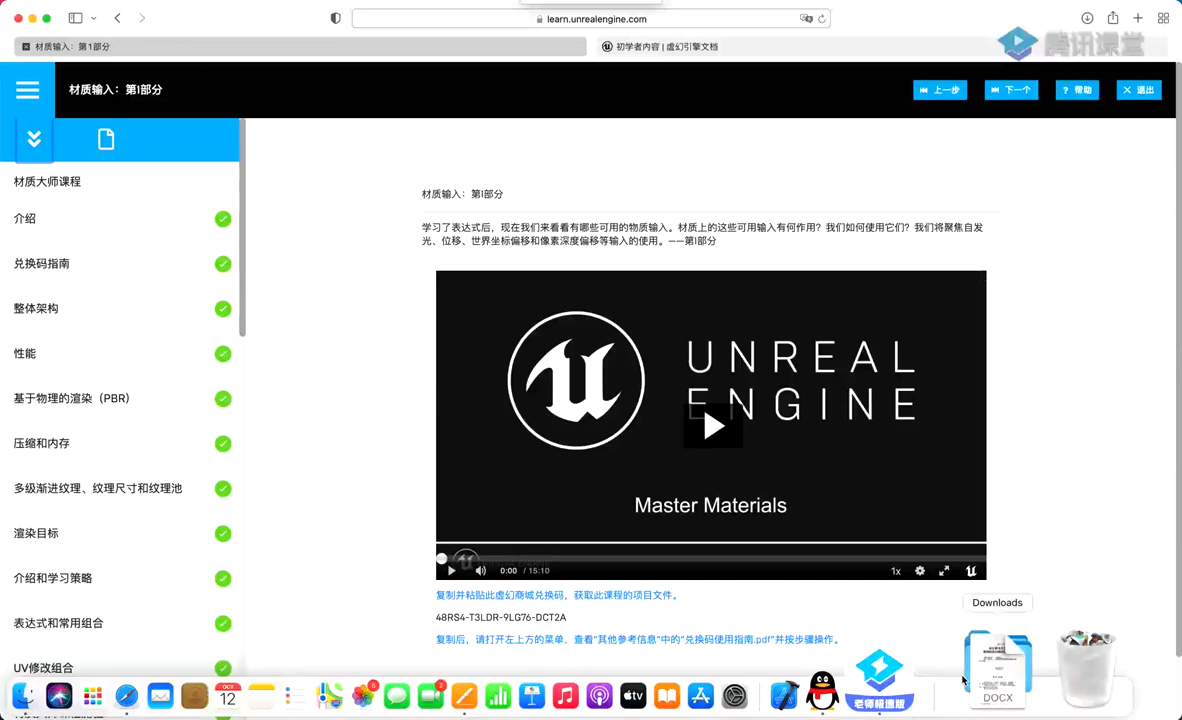 learn.unrealengine.com
材质输入：第1部分
初学者内容 | 虚幻引擎文档
腾讯课堂
材质输入：第1部分
上一步
下一个
? 帮助
退出
材质大师课程
介绍
兑换码指南
整体架构
性能
基于物理的渲染（PBR）
压缩和内存
多级渐进纹理、纹理尺寸和纹理池
渲染目标
介绍和学习策略
表达式和常用组合
UV修改组合
材质输入：第1部分
学习了表达式后，现在我们来看看有哪些可用的物质输入。材质上的这些可用输入有何作用？我们如何使用它们？我们将聚焦自发
光、位移、世界坐标偏移和像素深度偏移等输入的使用。——第1部分
UNREAL
ENGINE
Master Materials
0:00 / 15:10
1x
复制并粘贴此虚幻商城兑换码，获取此课程的项目文件。
48RS4-T3LDR-9LG76-DCT2A
复制后，请打开左上方的菜单，查看"其他参考信息"中的"兑换码使用指南.pdf"并按步骤操作。
Downloads
DOCX
OCT
12
6
2
tv
老师极速版